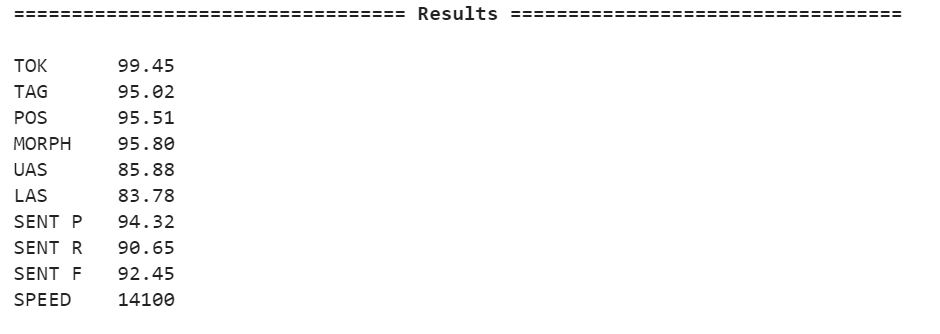 ================================== Results ==================================
TOK 99.45
TAG 95.02
POS 95.51
MORPH 95.80
UAS 85.88
LAS 83.78
SENT P 94.32
SENT R 90.65
SENT F 92.45
SPEED 14100